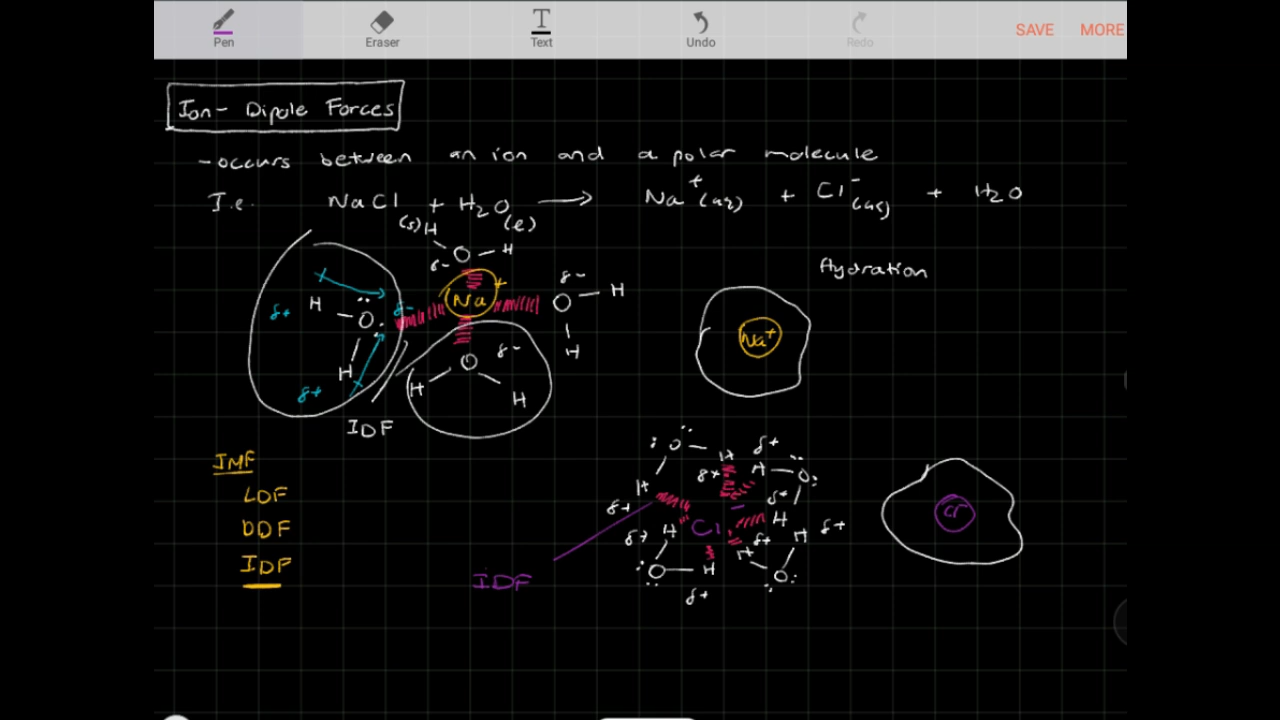 Pen Eraser Text Undo Redo SAVE MORE
Ion- Dipole Forces
- occurs between an ion and a polar molecule
I.e. NaCl (s) + H2O (l) → Na+ (aq) + Cl- (aq) + H2O
Hydration
H
O H
δ-
Na+
δ+ H
O δ-
H
δ+
δ-
O H
H
O δ-
H H
IDF
Na+
IMF
LDF
DDF
IDF
O H δ+
δ+
H
δ+
H O
δ+
H
Cl-
δ+ H
O H
δ+
H δ+
δ+ H
O
IDF
Cl-